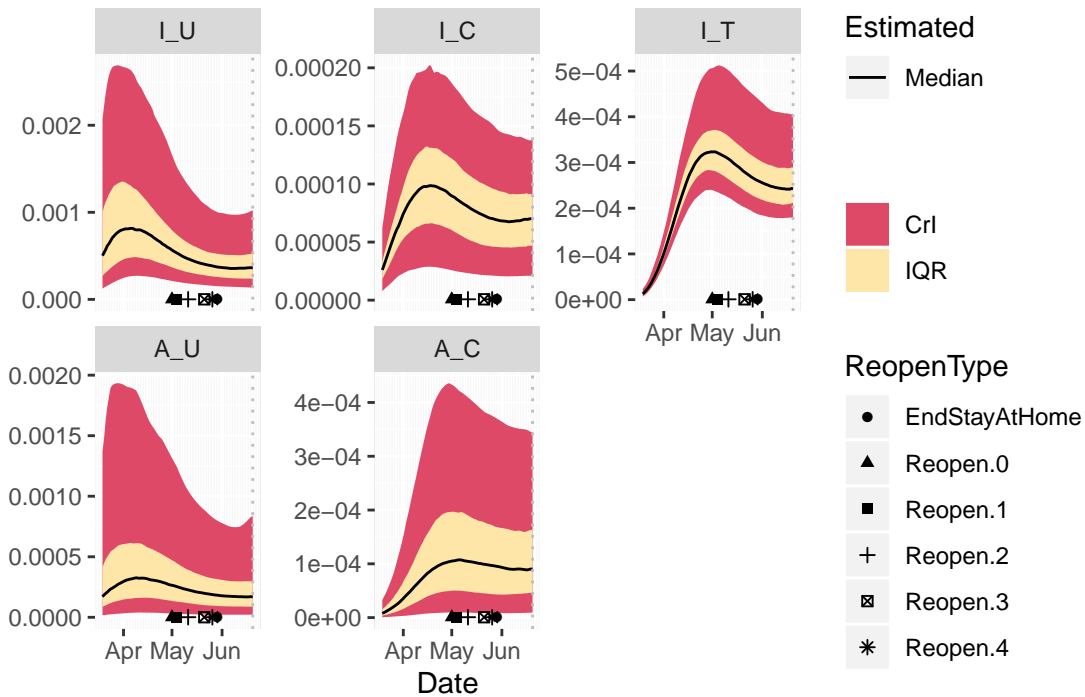 I_U
I_C
I_T
0.002
0.001
0.000
0.00020
0.00015
0.00010
0.00005
0.00000
5e−04
4e−04
3e−04
2e−04
1e−04
0e+00
Apr May Jun
A_U
A_C
0.0020
0.0015
0.0010
0.0005
0.0000
Apr May Jun
4e−04
3e−04
2e−04
1e−04
0e+00
Apr May Jun
Date
Estimated
Median
CrI
IQR
ReopenType
EndStayAtHome
Reopen.0
Reopen.1
Reopen.2
Reopen.3
Reopen.4